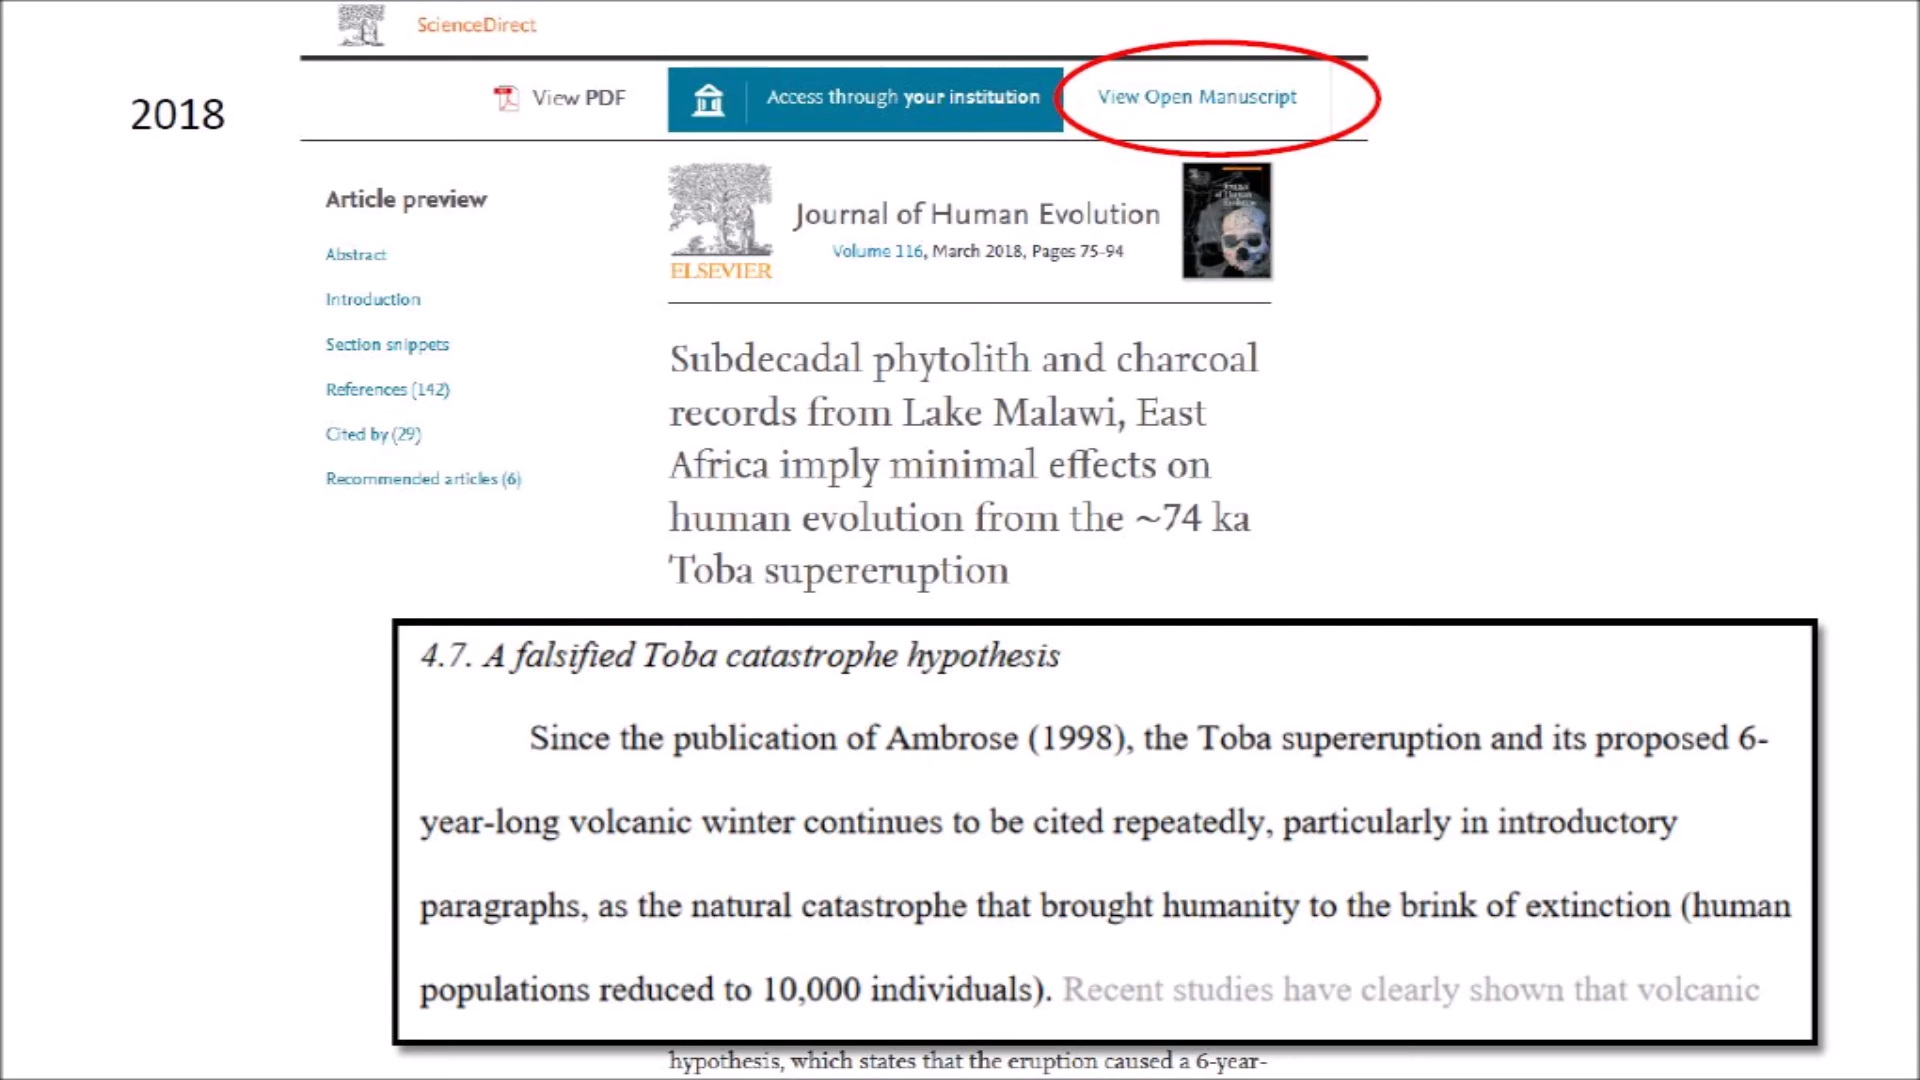 ScienceDirect
2018
View PDF
Access through your institution
View Open Manuscript
Article preview
Abstract
Introduction
Section snippets
References (142)
Cited by (29)
Recommended articles (6)
ELSEVIER
Journal of Human Evolution
Volume 116, March 2018, Pages 75-94
Subdecadal phytolith and charcoal
records from Lake Malawi, East
Africa imply minimal effects on
human evolution from the ~74 ka
Toba supereruption
4.7. A falsified Toba catastrophe hypothesis
Since the publication of Ambrose (1998), the Toba supereruption and its proposed 6-
year-long volcanic winter continues to be cited repeatedly, particularly in introductory
paragraphs, as the natural catastrophe that brought humanity to the brink of extinction (human
populations reduced to 10,000 individuals). Recent studies have clearly shown that volcanic
hypothesis, which states that the eruption caused a 6-year-